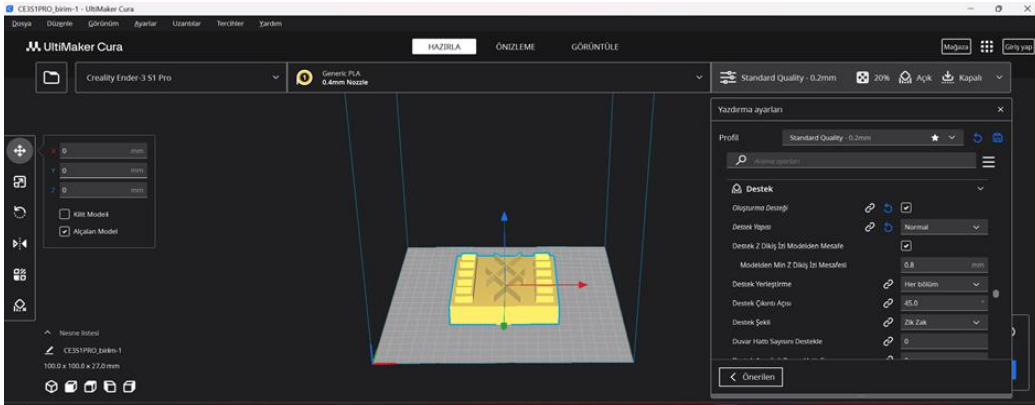 CE3S1PRO_birim-1 - UltiMaker Cura
Dosya Düzenle Görünüm Ayarlar Uzantılar Tercihler Yardım
UltiMaker Cura
HAZIRLA ÖNİZLEME GÖRÜNTÜLE
Mağaza
Giriş yap
Creality Ender-3 S1 Pro
1
Generic PLA
0.4mm Nozzle
Standard Quality - 0.2mm
20%
Açık
Kapalı
X 0 mm
Y 0 mm
Z 0 mm
Kilit Modeli
Alçalan Model
Nesne listesi
CE3S1PRO_birim-1
100.0 x 100.0 x 27,0 mm
Yazdırma ayarları
Profil
Standard Quality - 0.2mm
Arama ayarları
Destek
Oluşturma Desteği
Destek Yapısı Normal
Destek Z Dikiş İzi Modelden Mesafe
Modelden Min Z Dikiş İzi Mesafesi 0.8 mm
Destek Yerleştirme Her bölüm
Destek Çıkıntı Açısı 45.0 °
Destek Şekli Zik Zak
Duvar Hattı Sayısını Destekle 0
Önerilen